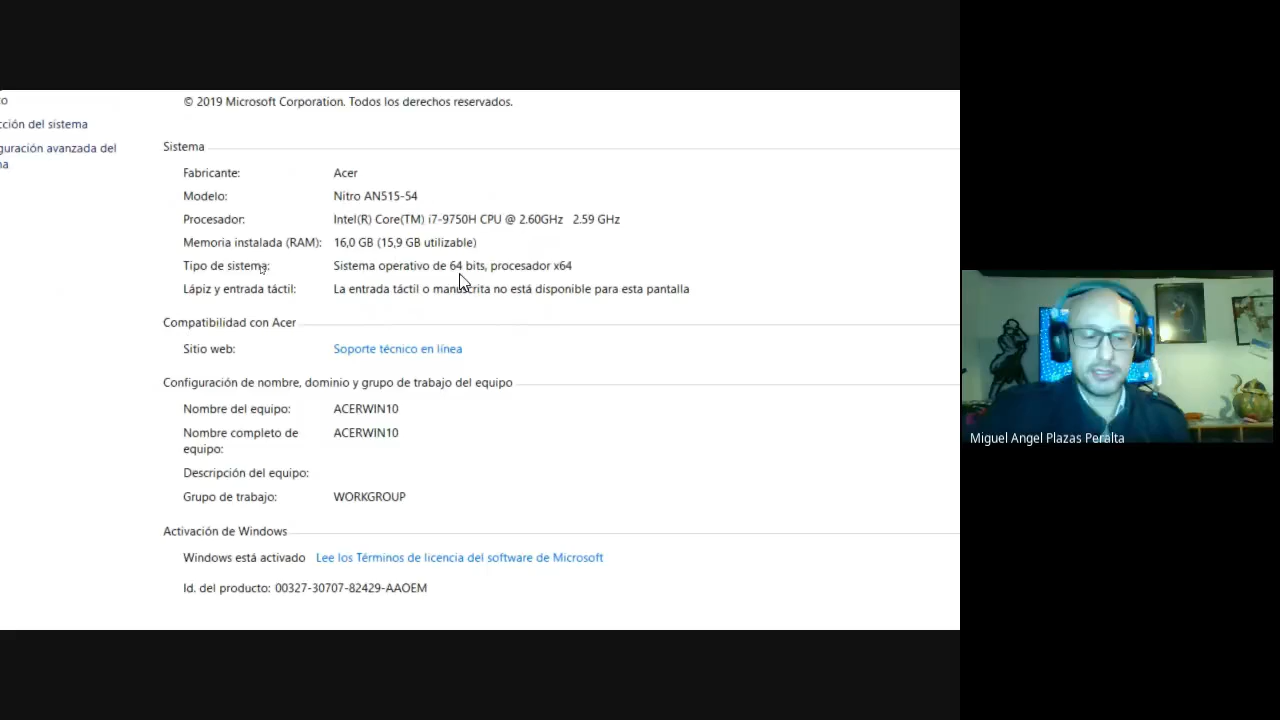 © 2019 Microsoft Corporation. Todos los derechos reservados.
cción del sistema
guración avanzada del
Sistema
Fabricante: Acer
Modelo: Nitro AN515-54
Procesador: Intel(R) Core(TM) i7-9750H CPU @ 2.60GHz 2.59 GHz
Memoria instalada (RAM): 16,0 GB (15,9 GB utilizable)
Tipo de sistema: Sistema operativo de 64 bits, procesador x64
Lápiz y entrada táctil: La entrada táctil o manuscrita no está disponible para esta pantalla
Compatibilidad con Acer
Sitio web: Soporte técnico en línea
Configuración de nombre, dominio y grupo de trabajo del equipo
Nombre del equipo: ACERWIN10
Nombre completo de ACERWIN10
equipo:
Descripción del equipo:
Grupo de trabajo: WORKGROUP
Activación de Windows
Windows está activado Lee los Términos de licencia del software de Microsoft
Id. del producto: 00327-30707-82429-AAOEM
Miguel Angel Plazas Peralta